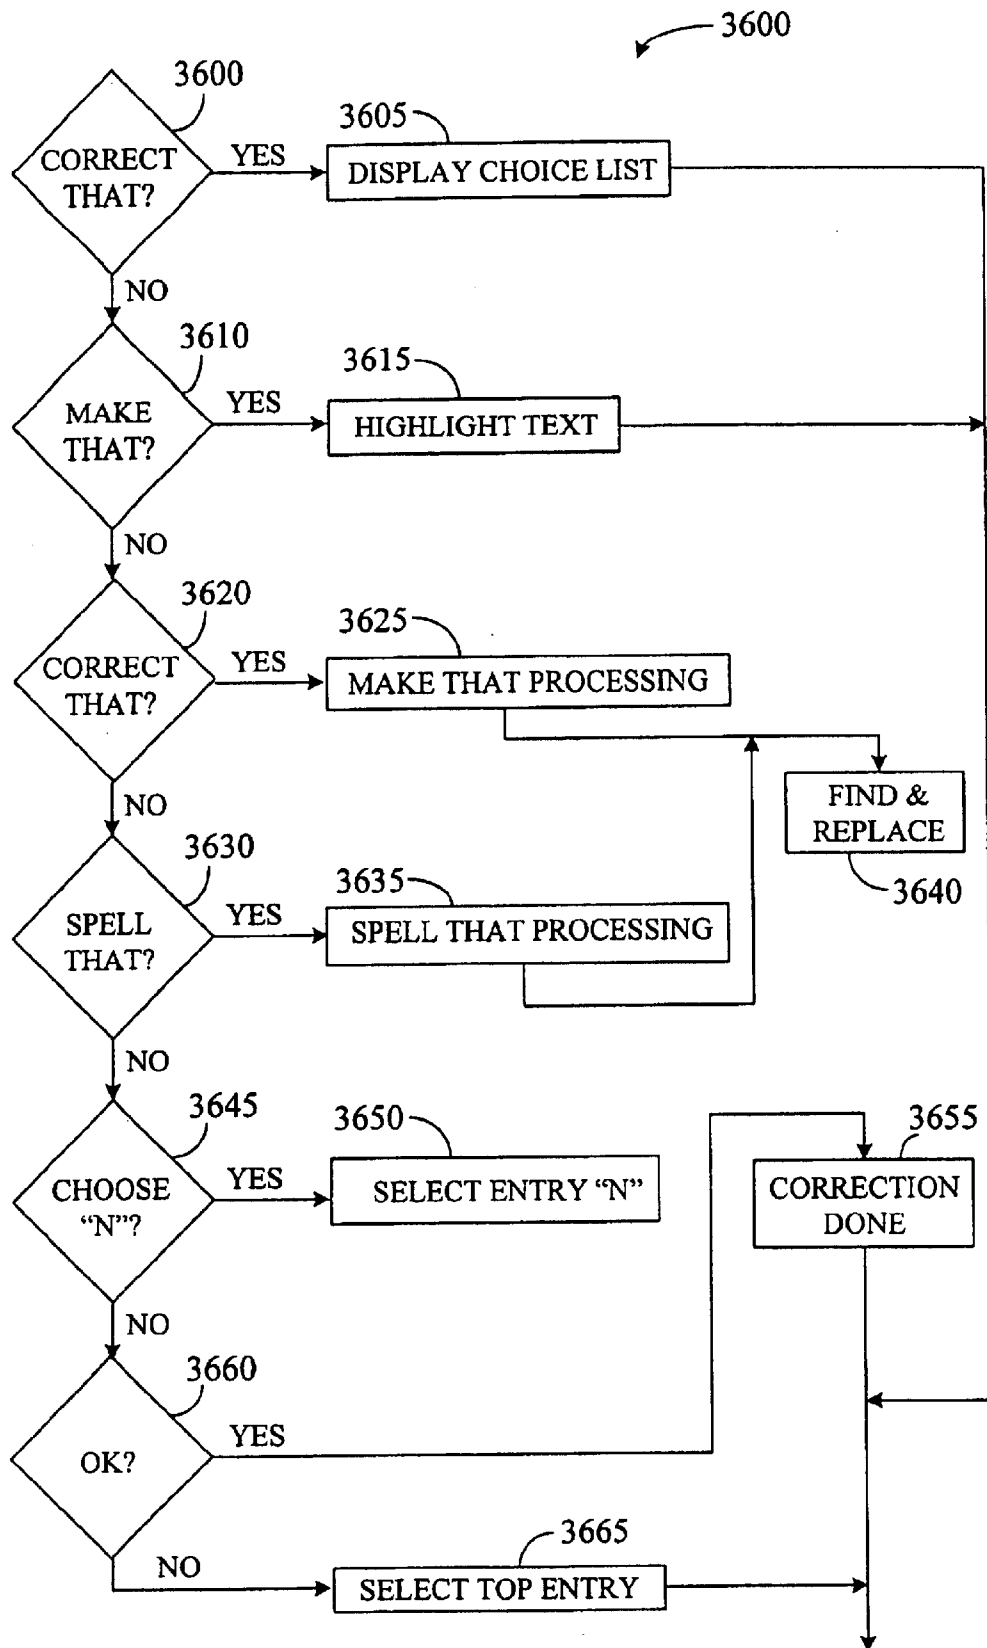 3600
3600
3605
CORRECT
THAT?
YES
DISPLAY CHOICE LIST
NO
3610
3615
MAKE
THAT?
YES
HIGHLIGHT TEXT
NO
3620
3625
CORRECT
THAT?
YES
MAKE THAT PROCESSING
NO
FIND &
REPLACE
3640
3630
3635
SPELL
THAT?
YES
SPELL THAT PROCESSING
NO
3645
3650
3655
CHOOSE
“N”?
YES
SELECT ENTRY “N”
CORRECTION
DONE
NO
3660
OK?
YES
3665
NO
SELECT TOP ENTRY